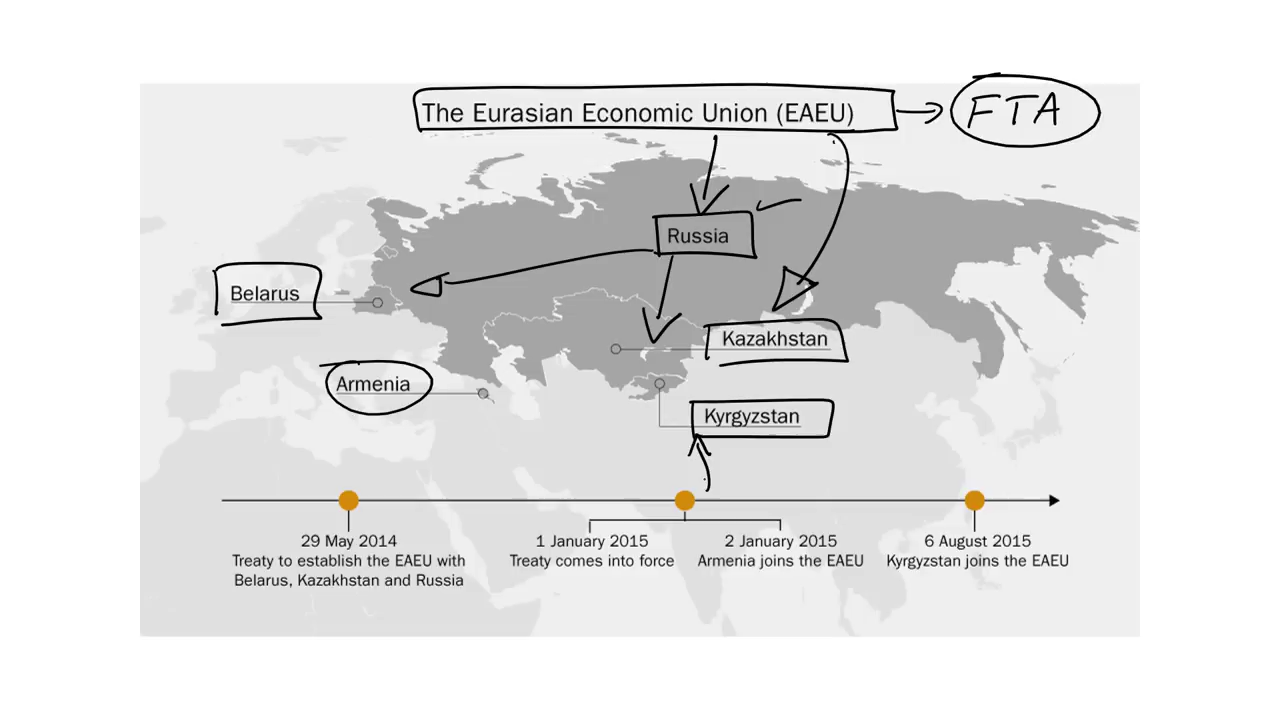 The Eurasian Economic Union (EAEU)
FTA
Russia
Belarus
Kazakhstan
Armenia
Kyrgyzstan
29 May 2014
Treaty to establish the EAEU with
Belarus, Kazakhstan and Russia
1 January 2015
Treaty comes into force
2 January 2015
Armenia joins the EAEU
6 August 2015
Kyrgyzstan joins the EAEU